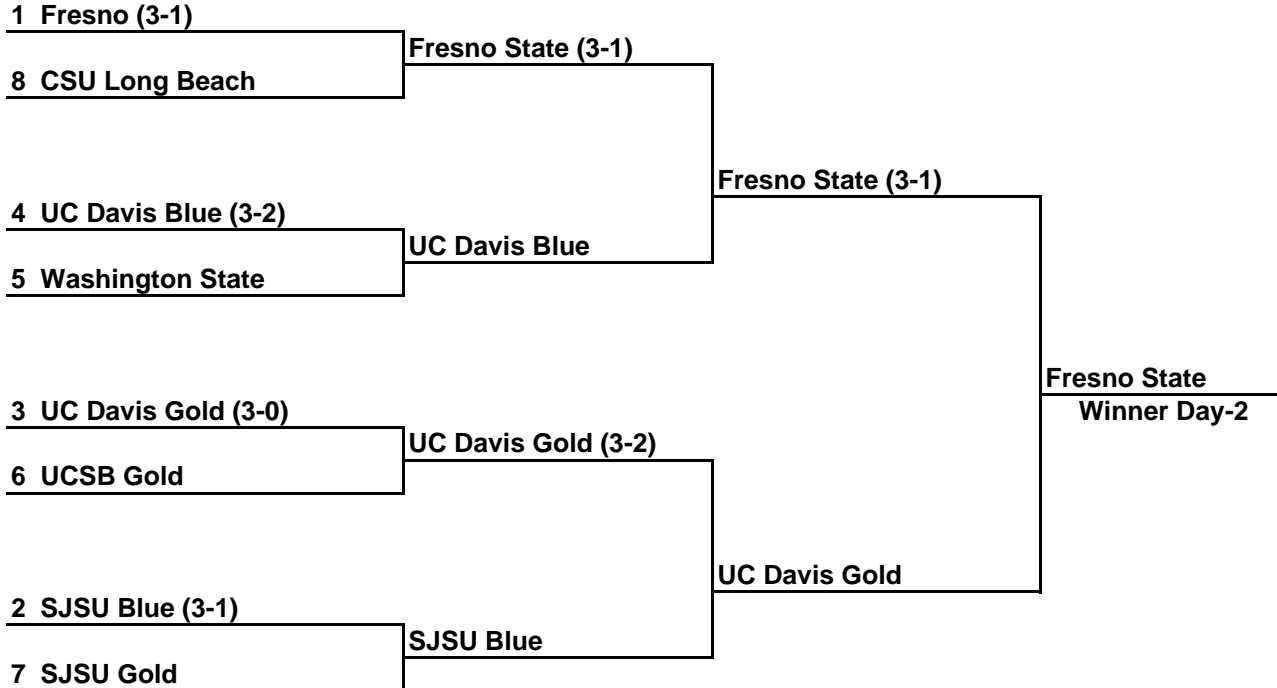 1 Fresno (3-1)
Fresno State (3-1)
8 CSU Long Beach
Fresno State (3-1)
4 UC Davis Blue (3-2)
UC Davis Blue
5 Washington State
Fresno State
Winner Day-2
3 UC Davis Gold (3-0)
UC Davis Gold (3-2)
6 UCSB Gold
UC Davis Gold
2 SJSU Blue (3-1)
SJSU Blue
7 SJSU Gold